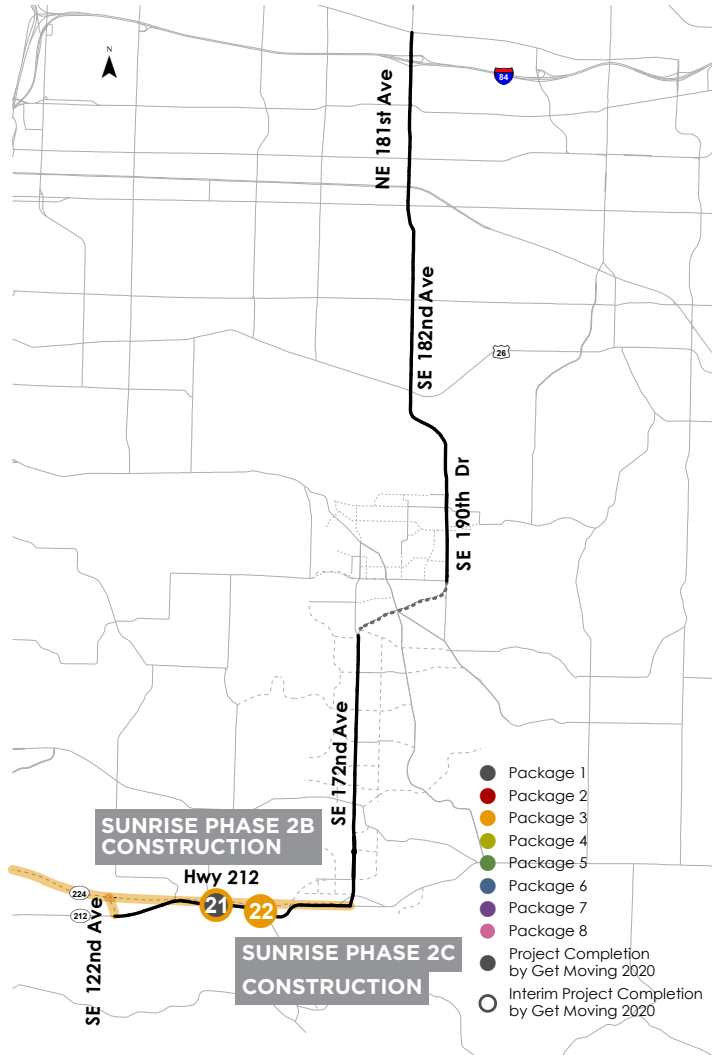 N
84
NE 181st Ave
SE 182nd Ave
26
SE 190th Dr
SE 172nd Ave
SUNRISE PHASE 2B
CONSTRUCTION
Hwy 212
224
212
21
22
SE 122nd Ave
SUNRISE PHASE 2C
CONSTRUCTION
Package 1
Package 2
Package 3
Package 4
Package 5
Package 6
Package 7
Package 8
Project Completion
by Get Moving 2020
Interim Project Completion
by Get Moving 2020